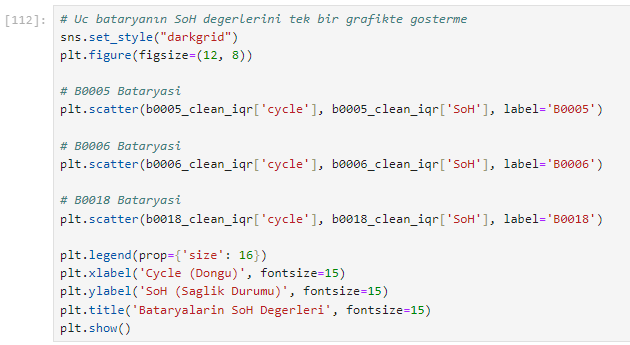 [112]: # Uc bataryanın SoH degerlerini tek bir grafikte gosterme
sns.set_style("darkgrid")
plt.figure(figsize=(12, 8))

# B0005 Bataryasi
plt.scatter(b0005_clean_iqr['cycle'], b0005_clean_iqr['SoH'], label='B0005')

# B0006 Bataryasi
plt.scatter(b0006_clean_iqr['cycle'], b0006_clean_iqr['SoH'], label='B0006')

# B0018 Bataryasi
plt.scatter(b0018_clean_iqr['cycle'], b0018_clean_iqr['SoH'], label='B0018')

plt.legend(prop={'size': 16})
plt.xlabel('Cycle (Dongu)', fontsize=15)
plt.ylabel('SoH (Saglik Durumu)', fontsize=15)
plt.title('Bataryalarin SoH Degerleri', fontsize=15)
plt.show()